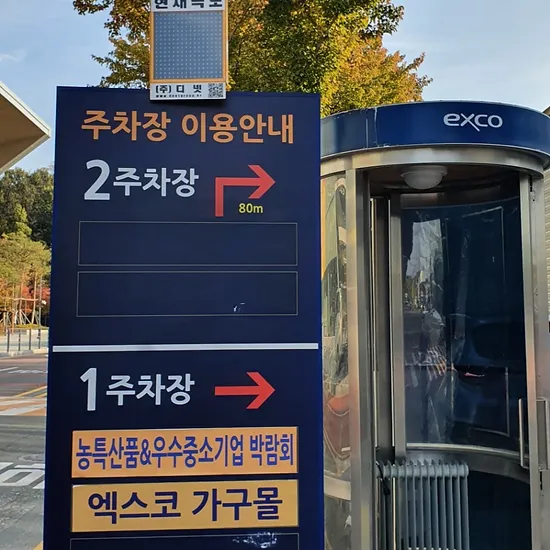 현재속도
(주) 디 빗
주차장 이용안내
2 주차장
80m
1 주차장
농특산품&우수중소기업 박람회
엑스코 가구몰
exco